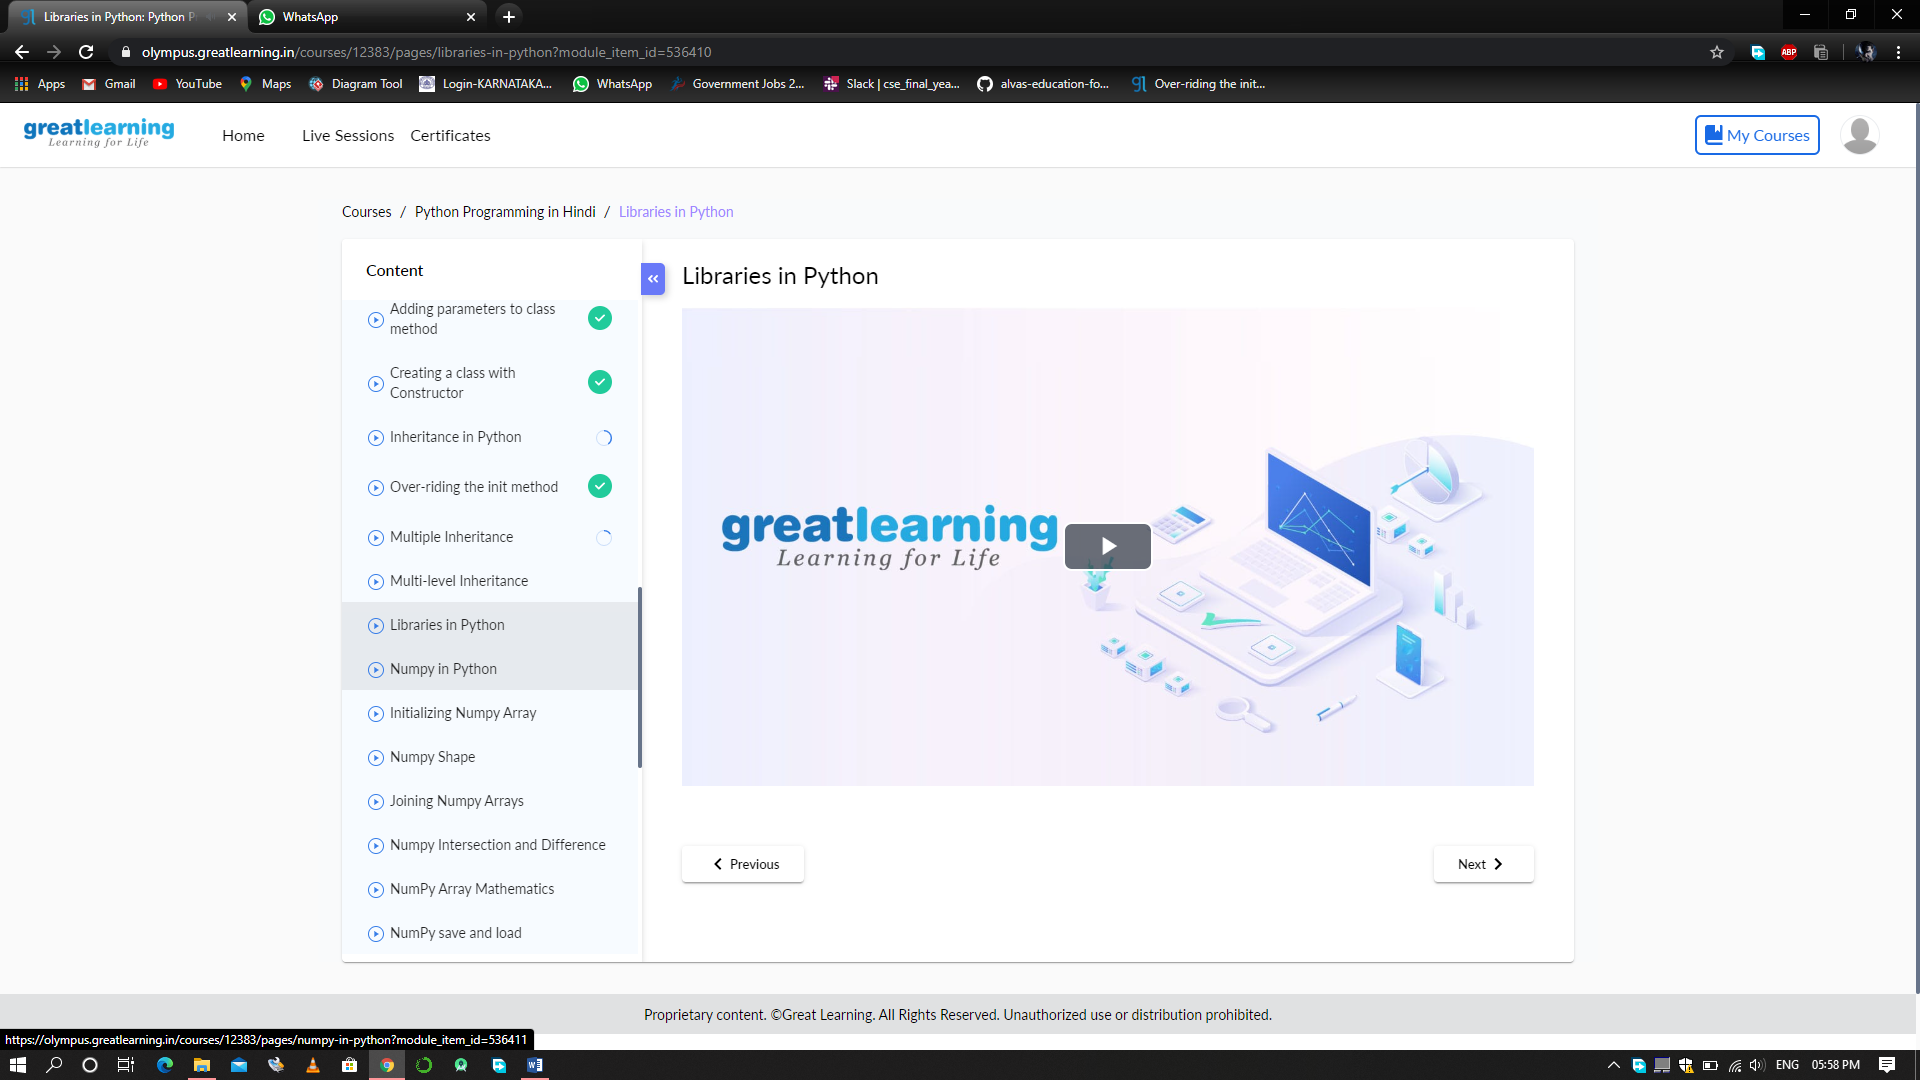 Libraries in Python: Python P
WhatsApp
olympus.greatlearning.in/courses/12383/pages/libraries-in-python?module_item_id=536410
Apps
Gmail
YouTube
Maps
Diagram Tool
Login-KARNATAKA...
WhatsApp
Government Jobs 2...
Slack | cse_final_yea...
alvas-education-fo...
Over-riding the init...
greatlearning
Learning for Life
Home
Live Sessions
Certificates
My Courses
Courses / Python Programming in Hindi / Libraries in Python
Content
Adding parameters to class
method
Creating a class with
Constructor
Inheritance in Python
Over-riding the init method
Multiple Inheritance
Multi-level Inheritance
Libraries in Python
Numpy in Python
Initializing Numpy Array
Numpy Shape
Joining Numpy Arrays
Numpy Intersection and Difference
NumPy Array Mathematics
NumPy save and load
Libraries in Python
greatlearning
Learning for Life
Previous
Next
Proprietary content. ©Great Learning. All Rights Reserved. Unauthorized use or distribution prohibited.
https://olympus.greatlearning.in/courses/12383/pages/numpy-in-python?module_item_id=536411
ENG
05:58 PM